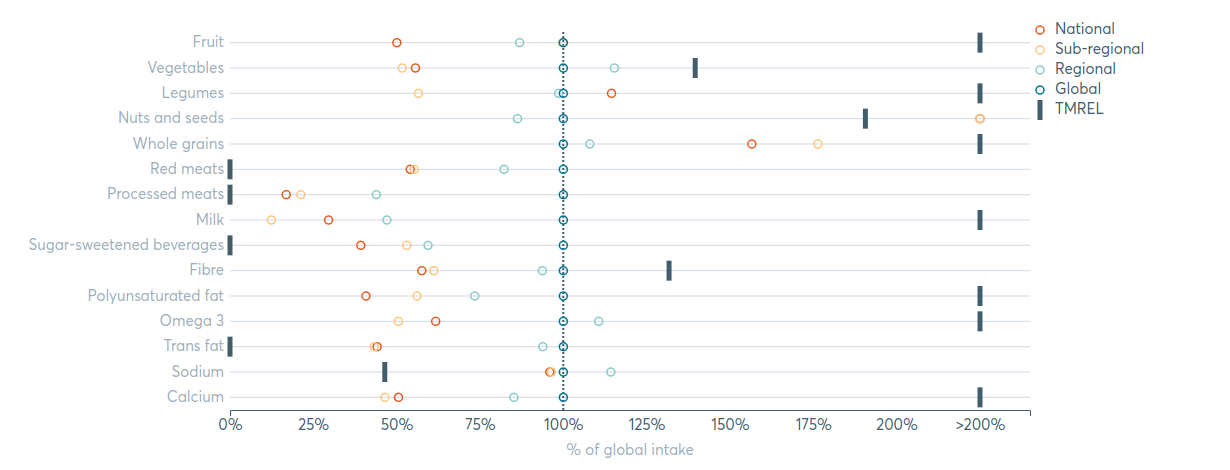 National
Fruit
Sub-regional
Vegetables
Regional
Legumes
Global
TMREL
Nuts and seeds
Whole grains
Red meats
Processed meats
Milk
Sugar-sweetened beverages
Fibre
Polyunsaturated fat
Omega 3
Trans fat
Sodium
Calcium
0% 25% 50% 75% 100% 125% 150% 175% 200% >200%
% of global intake